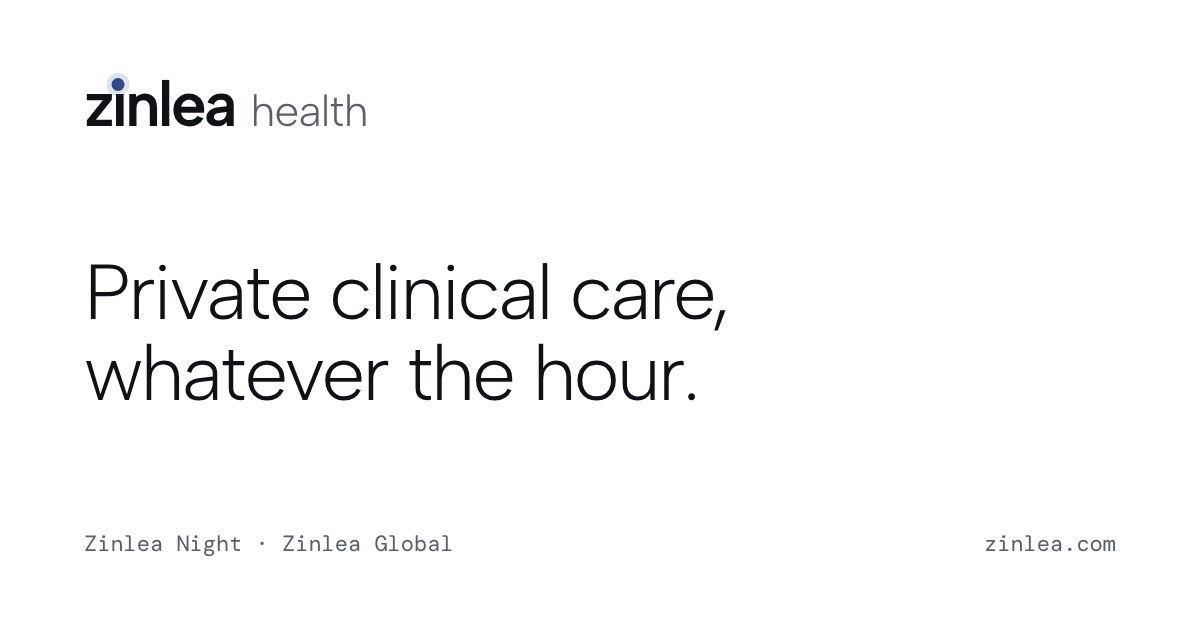 zinlea health
Private clinical care,
whatever the hour.
Zinlea Night · Zinlea Global
zinlea.com